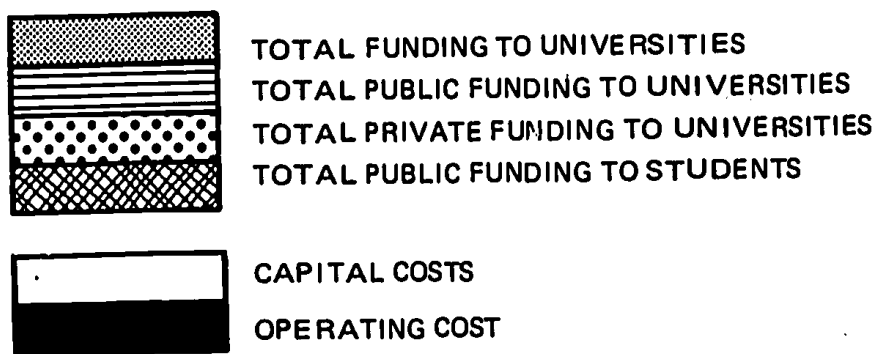 TOTAL FUNDING TO UNIVERSITIES
TOTAL PUBLIC FUNDING TO UNIVERSITIES
TOTAL PRIVATE FUNDING TO UNIVERSITIES
TOTAL PUBLIC FUNDING TO STUDENTS
CAPITAL COSTS
OPERATING COST